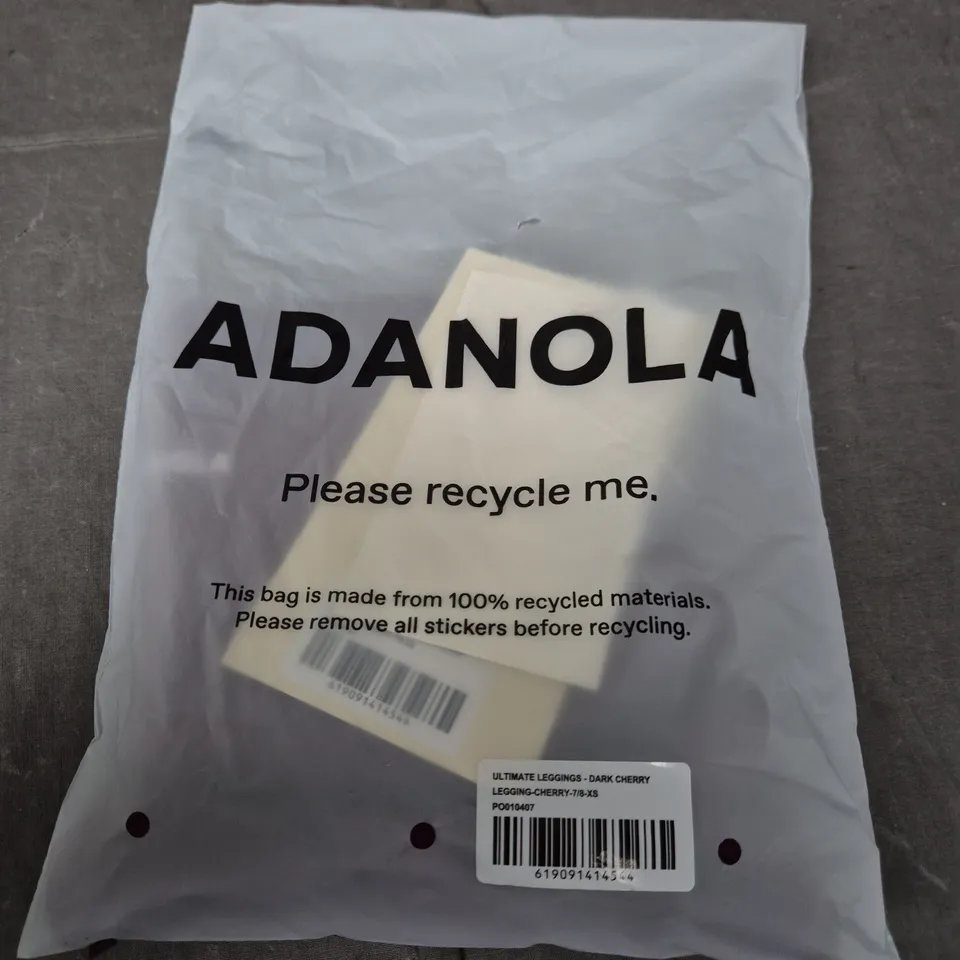 ADANOLA
Please recycle me.
This bag is made from 100% recycled materials.
Please remove all stickers before recycling.
619091414544
ULTIMATE LEGGINGS - DARK CHERRY
LEGGING-CHERRY-7/8-XS
PO010407
619091414544